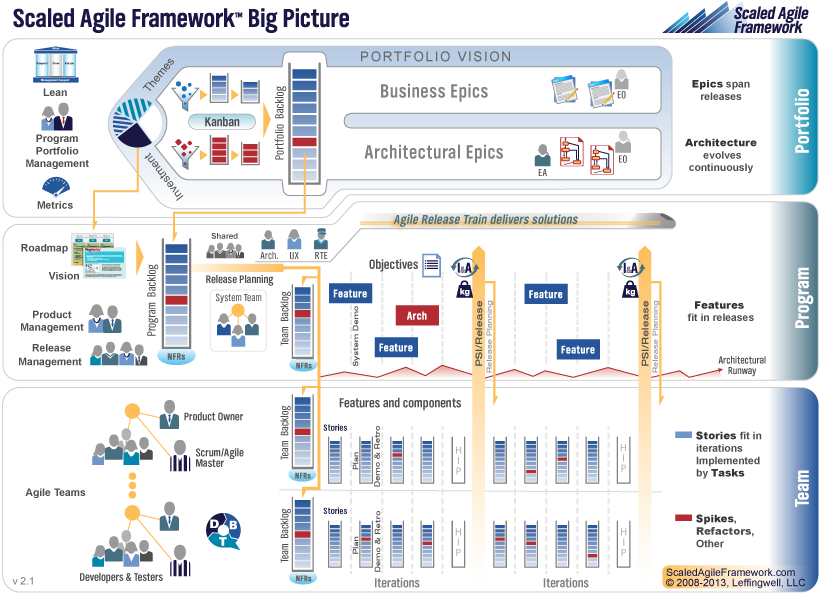 Scaled Agile Framework™ Big Picture
Scaled Agile
Framework™
Lean
Program
Portfolio
Management
Metrics
Themes
Investment
Kanban
Portfolio Backlog
PORTFOLIO VISION
Business Epics
EO
Architectural Epics
EA
EO
Epics span
releases
Architecture
evolves
continuously
Portfolio
Roadmap
Vision
Product
Management
Release
Management
Program Backlog
NFRs
Shared
Arch.
UX
RTE
Release Planning
System Team
Agile Release Train delivers solutions
Objectives
Team Backlog
NFRs
Feature
System Demo
Arch
Feature
I&A
kg
PSI/Release
Release Planning
Feature
Feature
I&A
kg
PSI/Release
Release Planning
Features
fit in releases
Architectural
Runway
Program
Product Owner
Scrum/Agile
Master
Agile Teams
Developers & Testers
D
B
T
Team Backlog
NFRs
Features and components
Stories
Plan
Demo & Retro
HIP
HIP
Team Backlog
NFRs
Stories
Plan
Demo & Retro
HIP
HIP
Iterations
Iterations
Stories fit in
iterations
Implemented
by Tasks
Spikes,
Refactors,
Other
Team
v 2.1
ScaledAgileFramework.com
© 2008-2013, Leffingwell, LLC